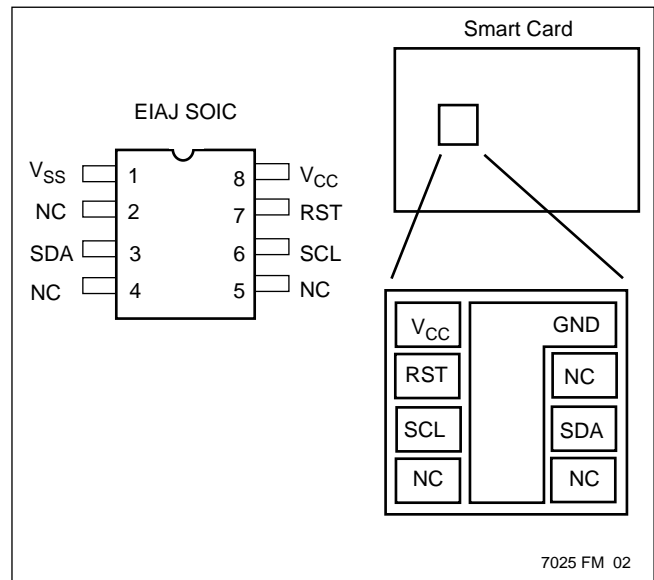 Smart Card
EIAJ SOIC
VSS 1 8 VCC
NC 2 7 RST
SDA 3 6 SCL
NC 4 5 NC
VCC GND
RST NC
SCL SDA
NC NC
7025 FM 02